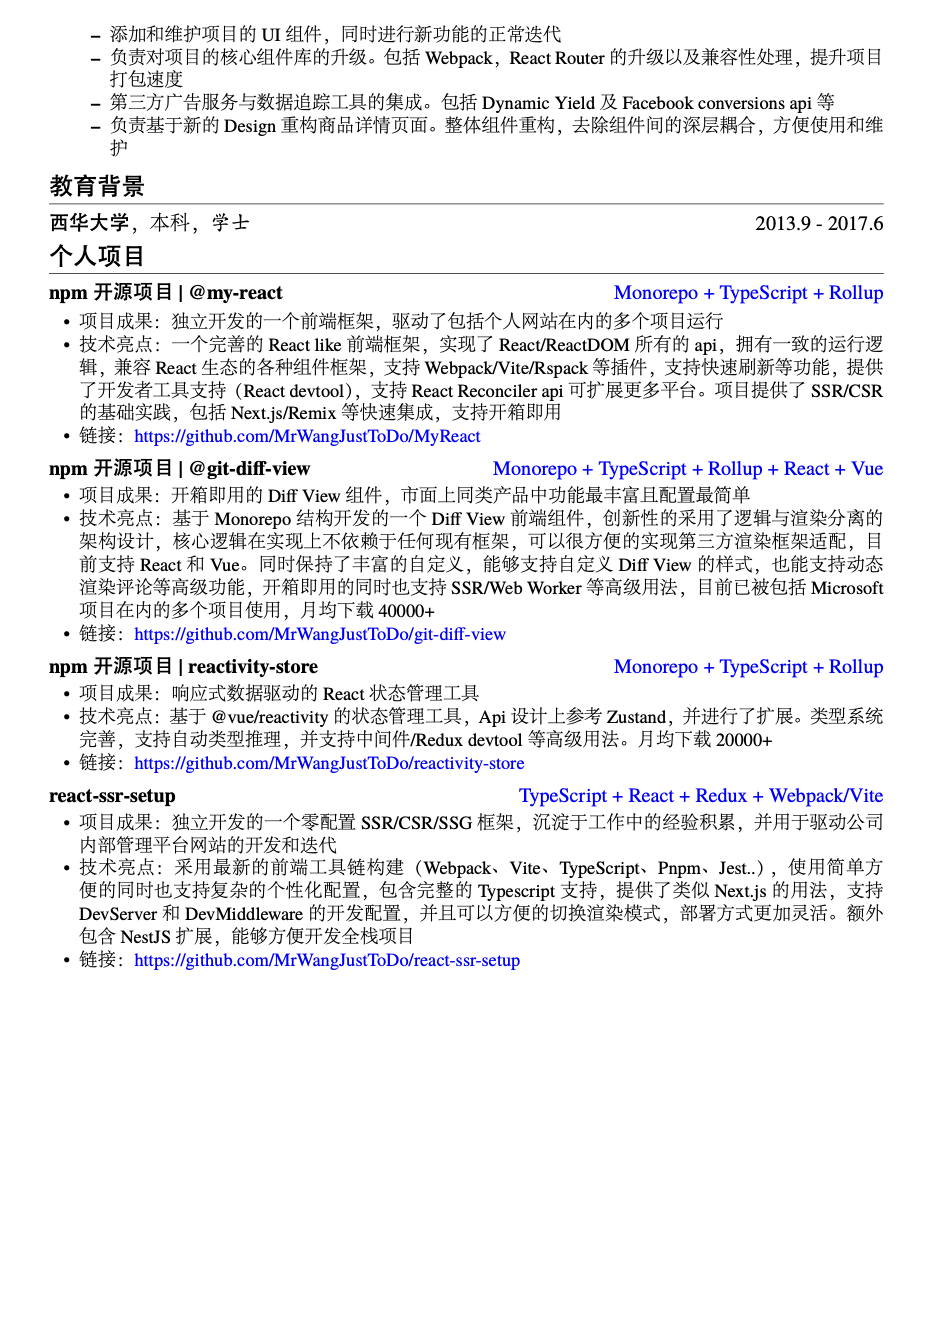 – 添加和维护项目的 UI 组件，同时进行新功能的正常迭代
– 负责对项目的核心组件库的升级。包括 Webpack，React Router 的升级以及兼容性处理，提升项目
打包速度
– 第三方广告服务与数据追踪工具的集成。包括 Dynamic Yield 及 Facebook conversions api 等
– 负责基于新的 Design 重构商品详情页面。整体组件重构，去除组件间的深层耦合，方便使用和维
护
教育背景
西华大学，本科，学士 2013.9 - 2017.6
个人项目
npm 开源项目 | @my-react Monorepo + TypeScript + Rollup
• 项目成果：独立开发的一个前端框架，驱动了包括个人网站在内的多个项目运行
• 技术亮点：一个完善的 React like 前端框架，实现了 React/ReactDOM 所有的 api，拥有一致的运行逻
辑，兼容 React 生态的各种组件框架，支持 Webpack/Vite/Rspack 等插件，支持快速刷新等功能，提供
了开发者工具支持（React devtool），支持 React Reconciler api 可扩展更多平台。项目提供了 SSR/CSR
的基础实践，包括 Next.js/Remix 等快速集成，支持开箱即用
• 链接：https://github.com/MrWangJustToDo/MyReact
npm 开源项目 | @git-diff-view Monorepo + TypeScript + Rollup + React + Vue
• 项目成果：开箱即用的 Diff View 组件，市面上同类产品中功能最丰富且配置最简单
• 技术亮点：基于 Monorepo 结构开发的一个 Diff View 前端组件，创新性的采用了逻辑与渲染分离的
架构设计，核心逻辑在实现上不依赖于任何现有框架，可以很方便的实现第三方渲染框架适配，目
前支持 React 和 Vue。同时保持了丰富的自定义，能够支持自定义 Diff View 的样式，也能支持动态
渲染评论等高级功能，开箱即用的同时也支持 SSR/Web Worker 等高级用法，目前已被包括 Microsoft
项目在内的多个项目使用，月均下载 40000+
• 链接：https://github.com/MrWangJustToDo/git-diff-view
npm 开源项目 | reactivity-store Monorepo + TypeScript + Rollup
• 项目成果：响应式数据驱动的 React 状态管理工具
• 技术亮点：基于 @vue/reactivity 的状态管理工具，Api 设计上参考 Zustand，并进行了扩展。类型系统
完善，支持自动类型推理，并支持中间件/Redux devtool 等高级用法。月均下载 20000+
• 链接：https://github.com/MrWangJustToDo/reactivity-store
react-ssr-setup TypeScript + React + Redux + Webpack/Vite
• 项目成果：独立开发的一个零配置 SSR/CSR/SSG 框架，沉淀于工作中的经验积累，并用于驱动公司
内部管理平台网站的开发和迭代
• 技术亮点：采用最新的前端工具链构建（Webpack、Vite、TypeScript、Pnpm、Jest..），使用简单方
便的同时也支持复杂的个性化配置，包含完整的 Typescript 支持，提供了类似 Next.js 的用法，支持
DevServer 和 DevMiddleware 的开发配置，并且可以方便的切换渲染模式，部署方式更加灵活。额外
包含 NestJS 扩展，能够方便开发全栈项目
• 链接：https://github.com/MrWangJustToDo/react-ssr-setup